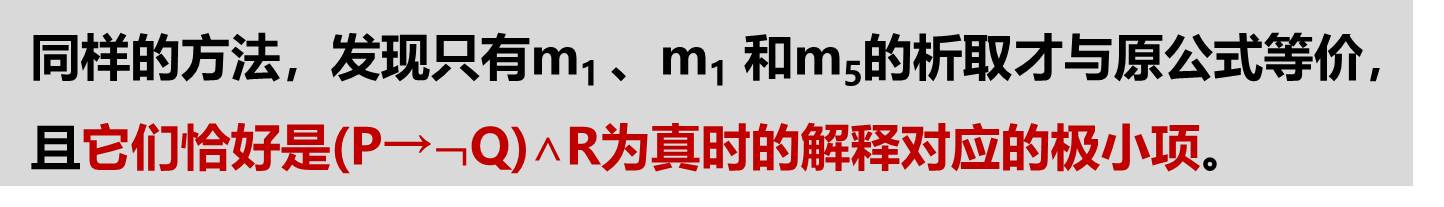 同样的方法，发现只有m₁、m₁ 和m₅的析取才与原公式等价，
且它们恰好是(P→¬Q)∧R为真时的解释对应的极小项。